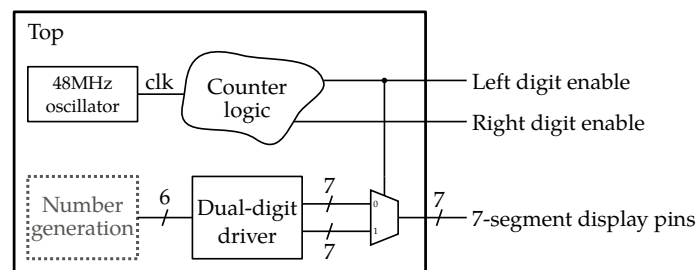 Top
48MHz
oscillator
clk
Counter
logic
Left digit enable
Right digit enable
Number
generation
6
Dual-digit
driver
7
7
0
1
7
7-segment display pins